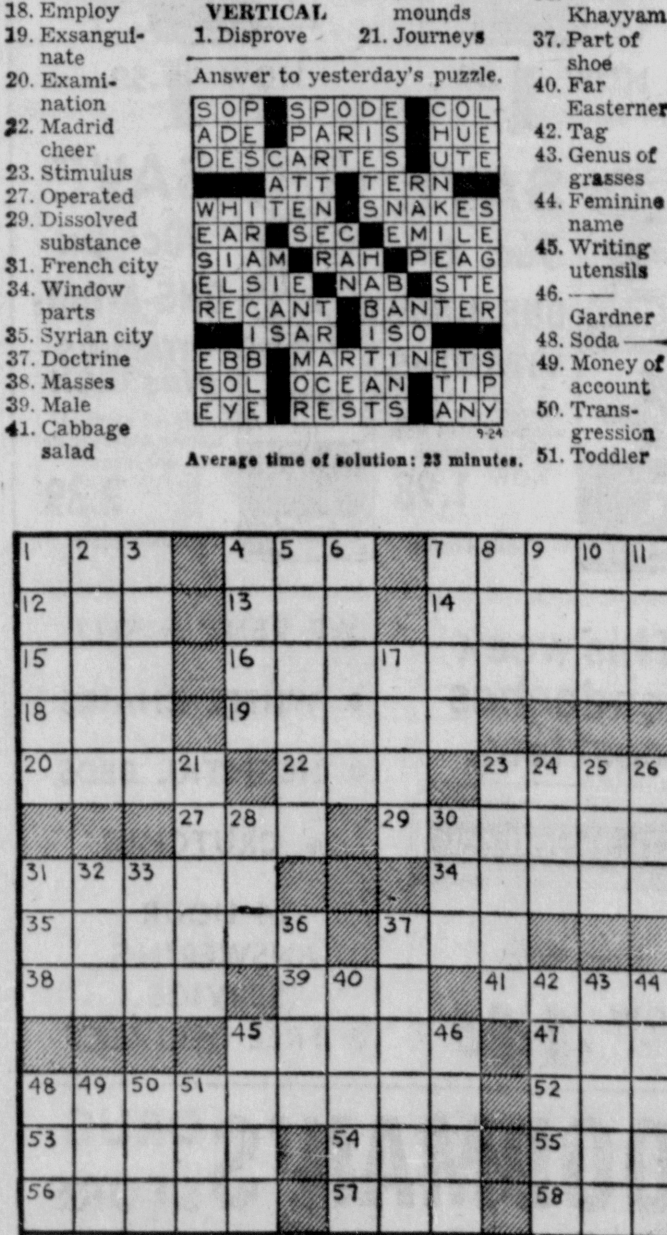 18. Employ
19. Exsangui-
nate
20. Exami-
nation
22. Madrid
cheer
23. Stimulus
27. Operated
29. Dissolved
substance
31. French city
34. Window
parts
35. Syrian city
37. Doctrine
38. Masses
39. Male
41. Cabbage
salad
VERTICAL
1. Disprove
mounds
21. Journeys
Answer to yesterday's puzzle.
SOP SPODE COL
ADE PARIS HUE
DESCARTES UTE
ATT TERN
WHITEN SNAKES
EAR SEC EMILE
SIAM RAH PEAG
ELSIE NAB STE
RECANT BANTER
ISAR ISO
EBB MARTINETS
SOL OCEAN TIP
EYE RESTS ANY
9-24
Average time of solution: 23 minutes.
Khayyam
37. Part of
shoe
40. Far
Easterner
42. Tag
43. Genus of
grasses
44. Feminine
name
45. Writing
utensils
46. ——
Gardner
48. Soda ——
49. Money of
account
50. Trans-
gression
51. Toddler
1 2 3 4 5 6 7 8 9 10 11
12 13 14
15 16 17
18 19
20 21 22 23 24 25 26
27 28 29 30
31 32 33 34
35 36 37
38 39 40 41 42 43 44
45 46 47
48 49 50 51 52
53 54 55
56 57 58